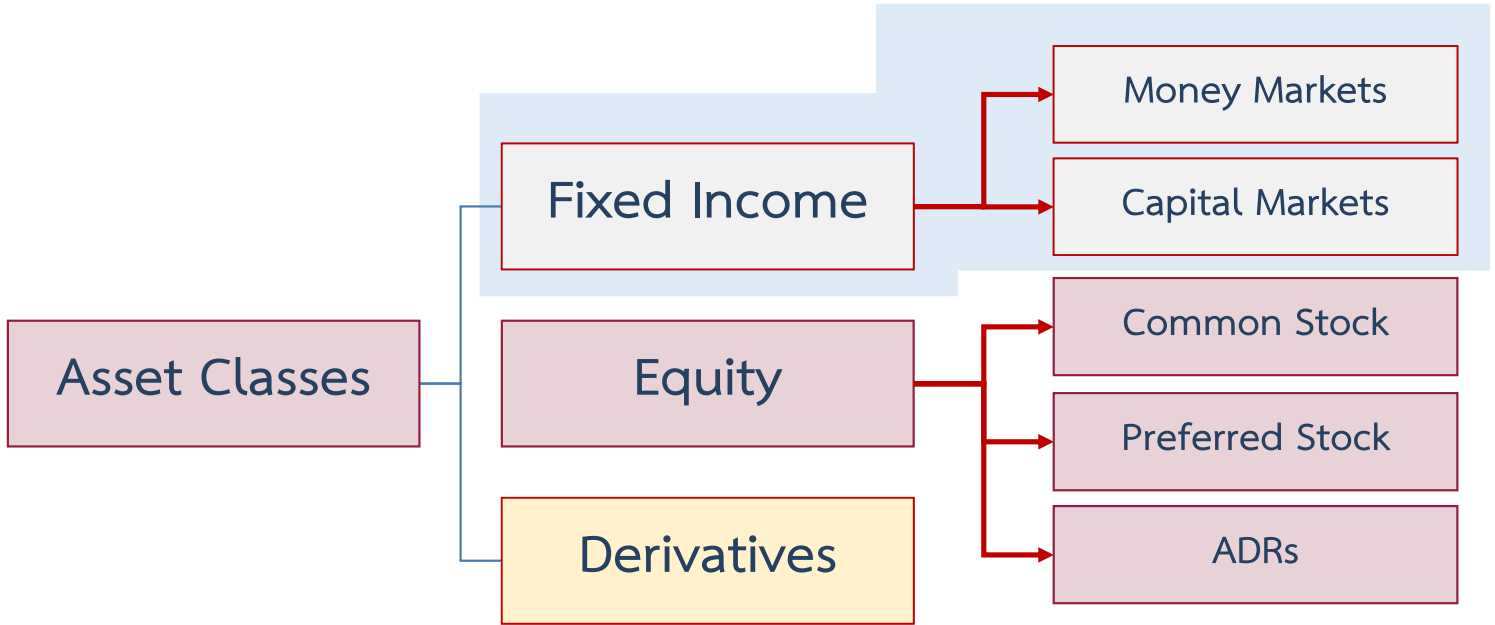 Asset Classes
Fixed Income
Money Markets
Capital Markets
Equity
Common Stock
Preferred Stock
ADRs
Derivatives